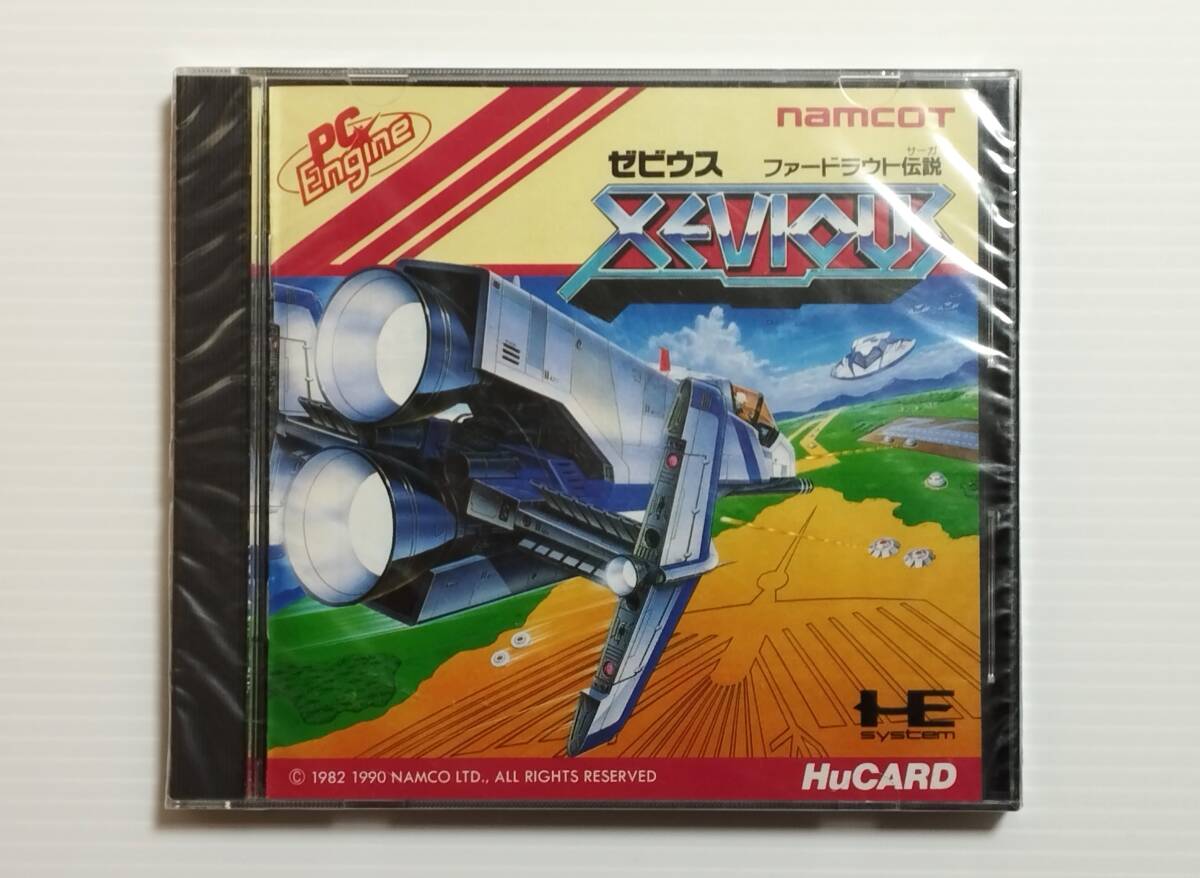 PC Engine
namcoT
サーガ
ゼビウス ファードラウト伝説
XEVIOUS
HE
system
© 1982 1990 NAMCO LTD., ALL RIGHTS RESERVED
HuCARD